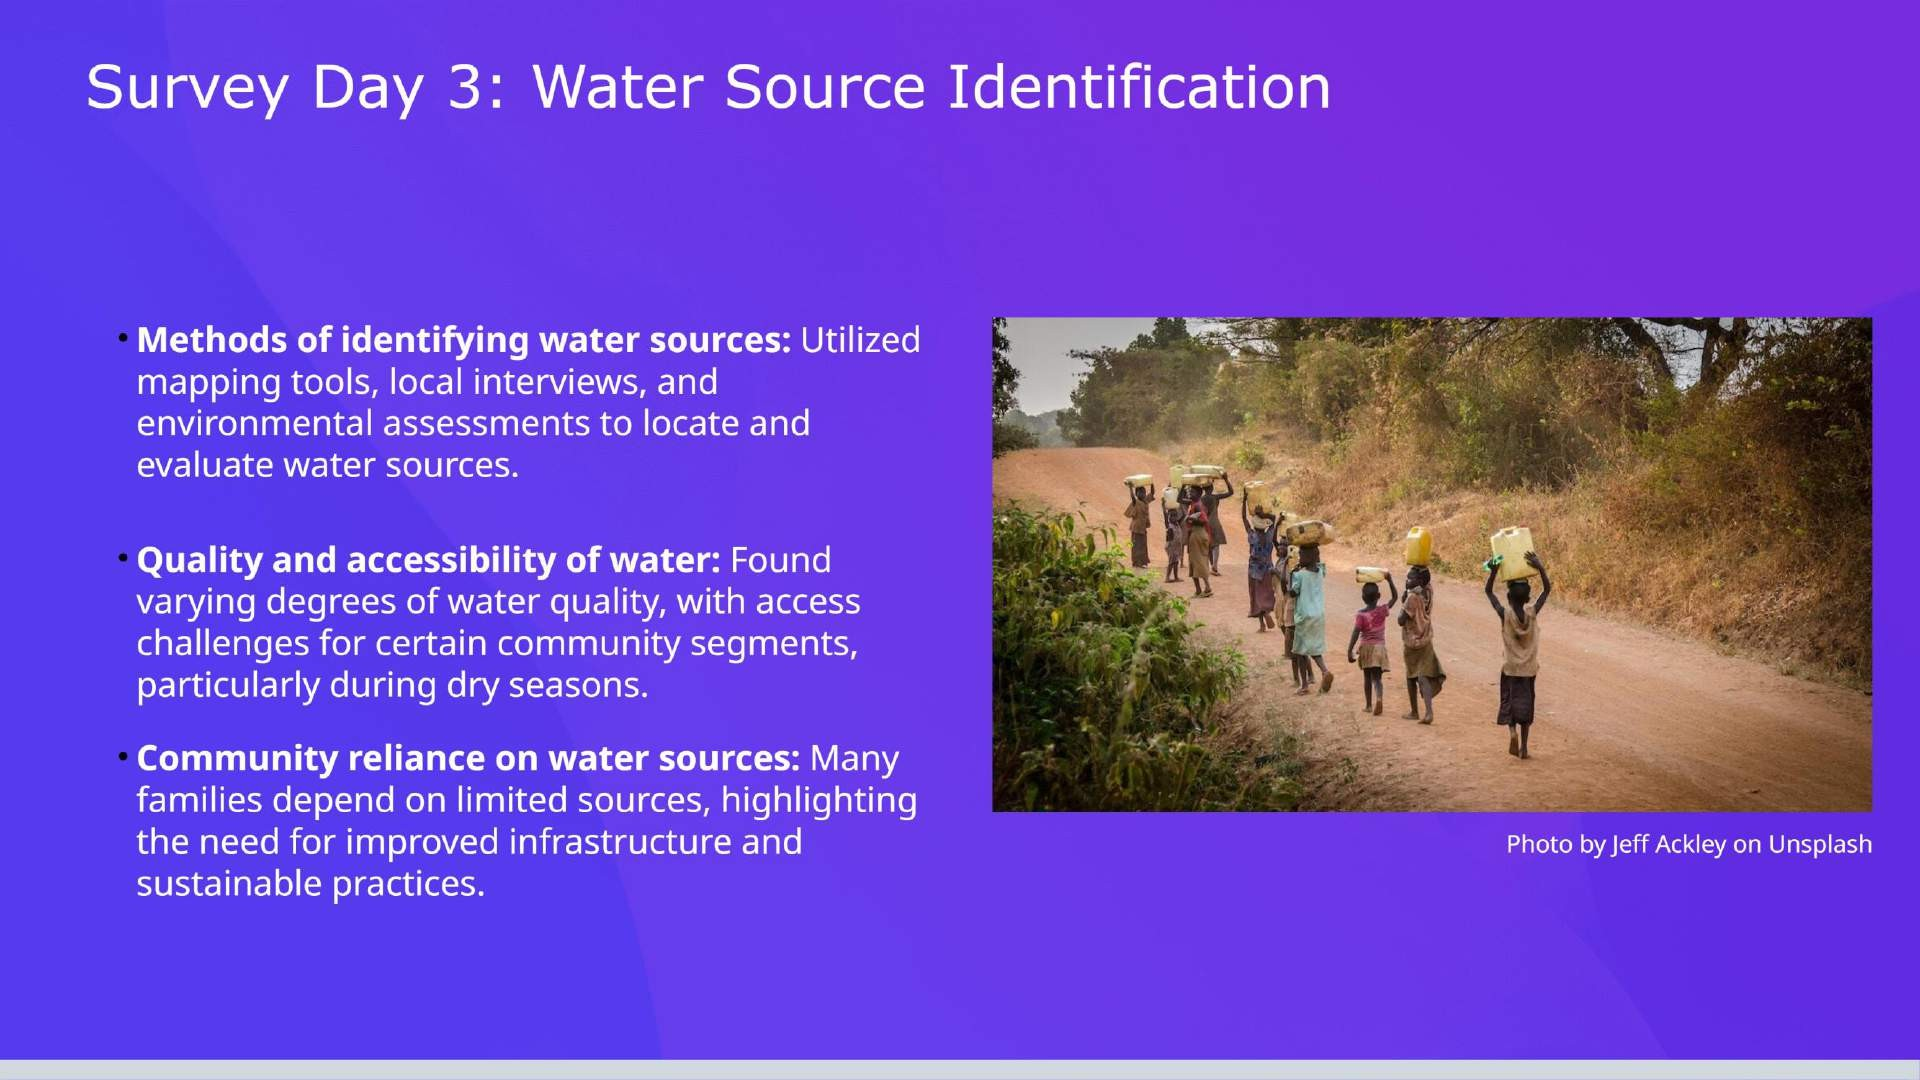 Survey Day 3: Water Source Identification
• Methods of identifying water sources: Utilized
mapping tools, local interviews, and
environmental assessments to locate and
evaluate water sources.
• Quality and accessibility of water: Found
varying degrees of water quality, with access
challenges for certain community segments,
particularly during dry seasons.
• Community reliance on water sources: Many
families depend on limited sources, highlighting
the need for improved infrastructure and
sustainable practices.
Photo by Jeff Ackley on Unsplash